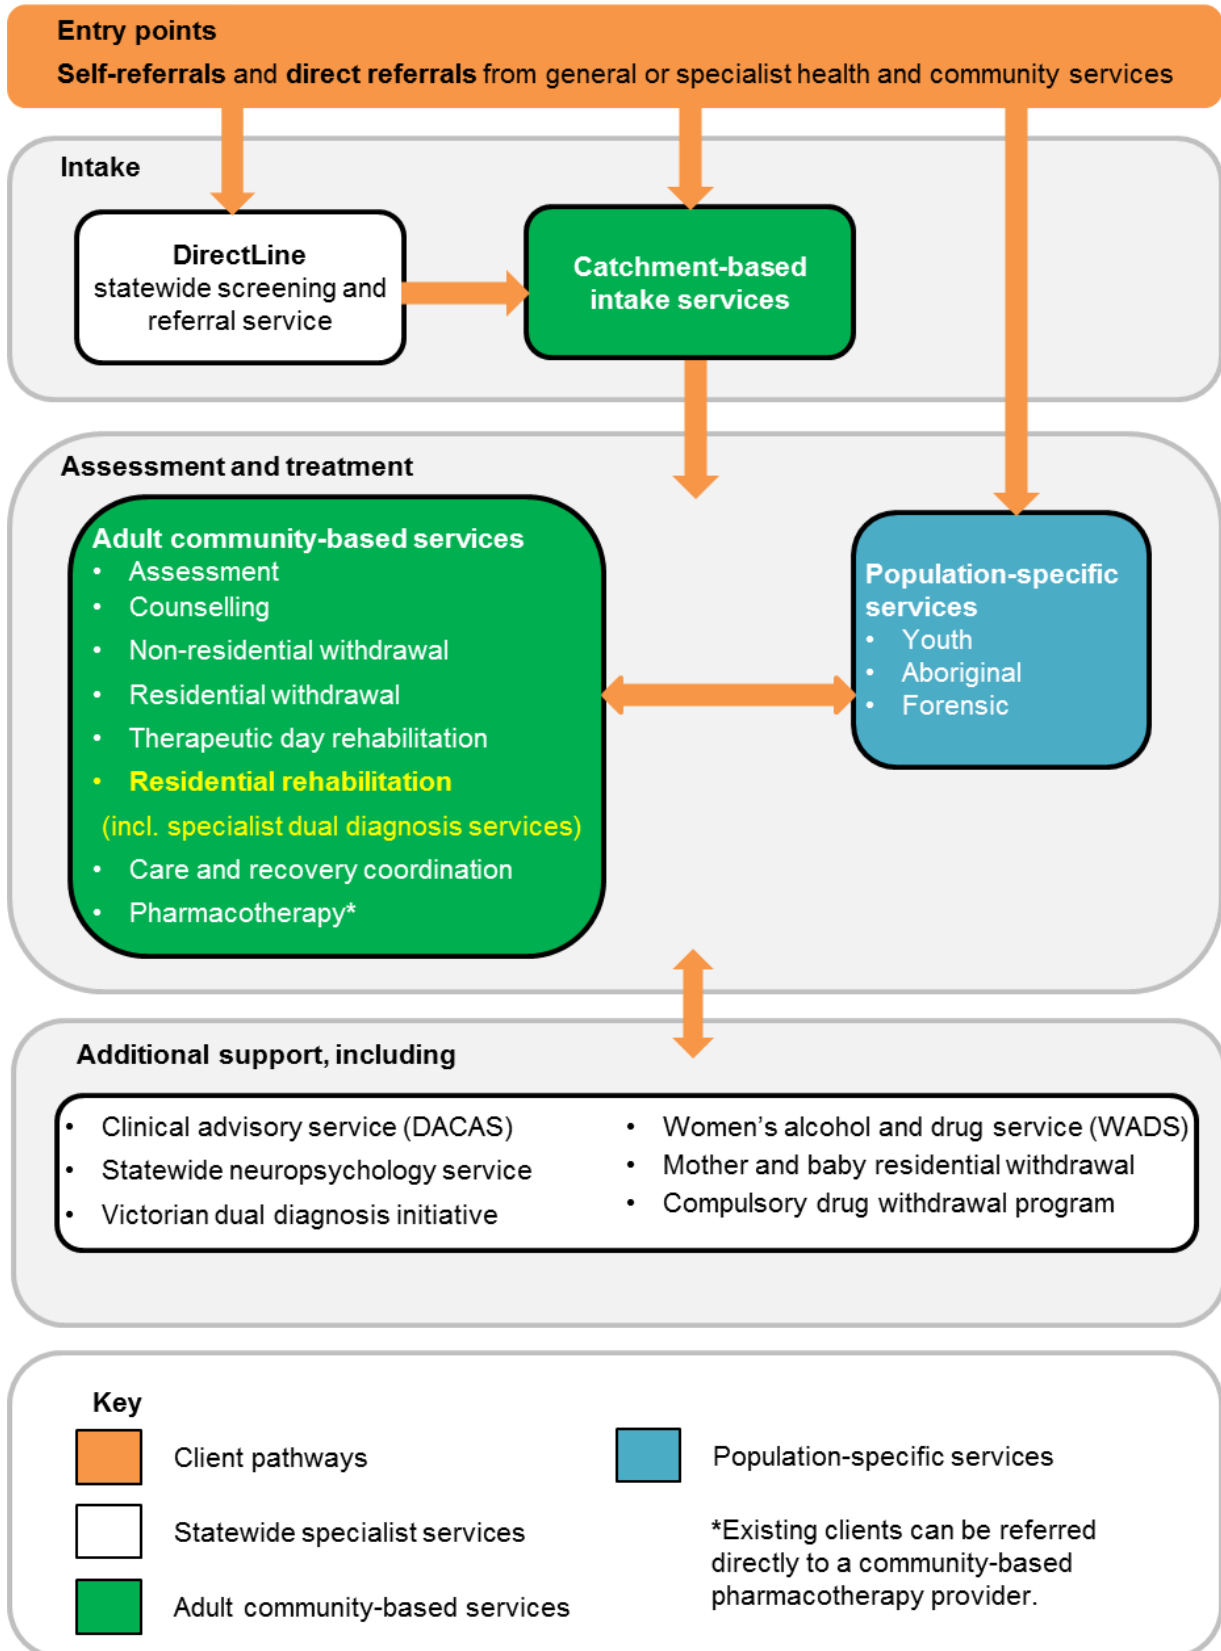 Entry points
Self-referrals and direct referrals from general or specialist health and community services
Intake
DirectLine
statewide screening and
referral service
Catchment-based
intake services
Assessment and treatment
Adult community-based services
• Assessment
• Counselling
• Non-residential withdrawal
• Residential withdrawal
• Therapeutic day rehabilitation
• Residential rehabilitation
(incl. specialist dual diagnosis services)
• Care and recovery coordination
• Pharmacotherapy*
Population-specific
services
• Youth
• Aboriginal
• Forensic
Additional support, including
• Clinical advisory service (DACAS)
• Statewide neuropsychology service
• Victorian dual diagnosis initiative
• Women's alcohol and drug service (WADS)
• Mother and baby residential withdrawal
• Compulsory drug withdrawal program
Key
Client pathways
Statewide specialist services
Adult community-based services
Population-specific services
*Existing clients can be referred
directly to a community-based
pharmacotherapy provider.